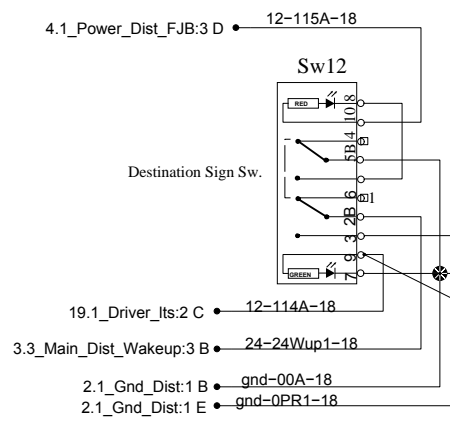 12-115A-18
4.1_Power_Dist_FJB:3 D
Sw12
RED
8
10
4
5B
Destination Sign Sw.
6
1
2B
3
9
GREEN
7
12-114A-18
19.1_Driver_lts:2 C
24-24Wup1-18
3.3_Main_Dist_Wakeup:3 B
gnd-00A-18
2.1_Gnd_Dist:1 B
gnd-0PR1-18
2.1_Gnd_Dist:1 E